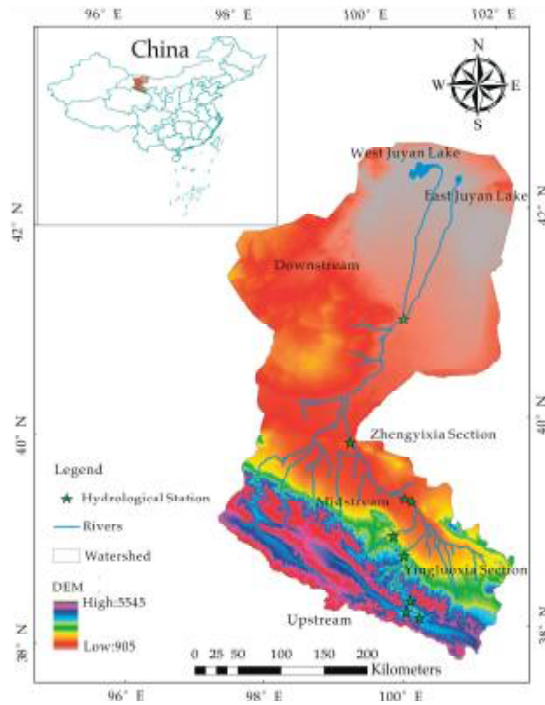 96° E 98° E 100° E 102° E
China
N
W E
S
West Juyan Lake
East Juyan Lake
42° N
42° N
Downstream
40° N
Zhengyixia Section
40° N
Legend
Hydrological Station
Midstream
Rivers
Watershed
YingLuoxia Section
DEM
High:5545
Upstream
Low:905
38° N
38° N
0 25 50 100 150 200
Kilometers
96° E 98° E 100° E